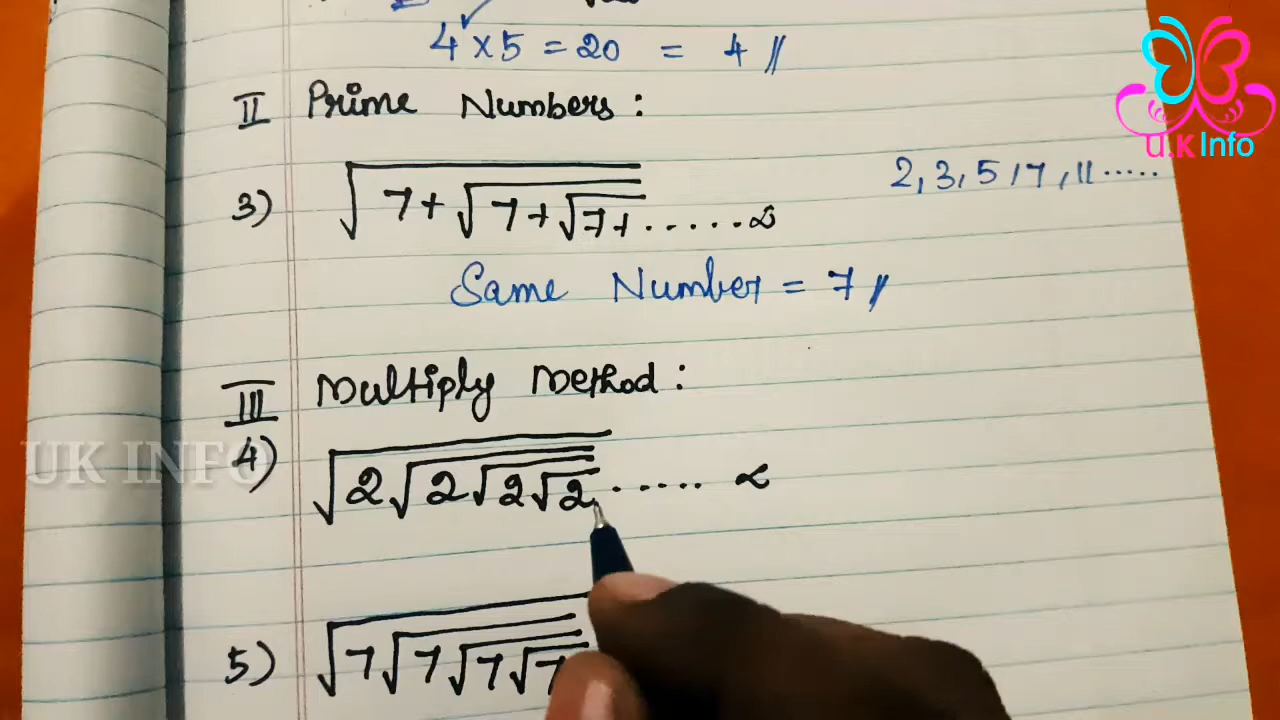 4 × 5 = 20 = 4 //
II Prime Numbers :
2, 3, 5, 7, 11 .....
3) √7+√7+√7+ ...... ∞
Same Number = 7 //
III Multiply Method :
4) √2√2√2√2 ...... ∞
5) √7√7√7√7
U.K Info
UK INFO